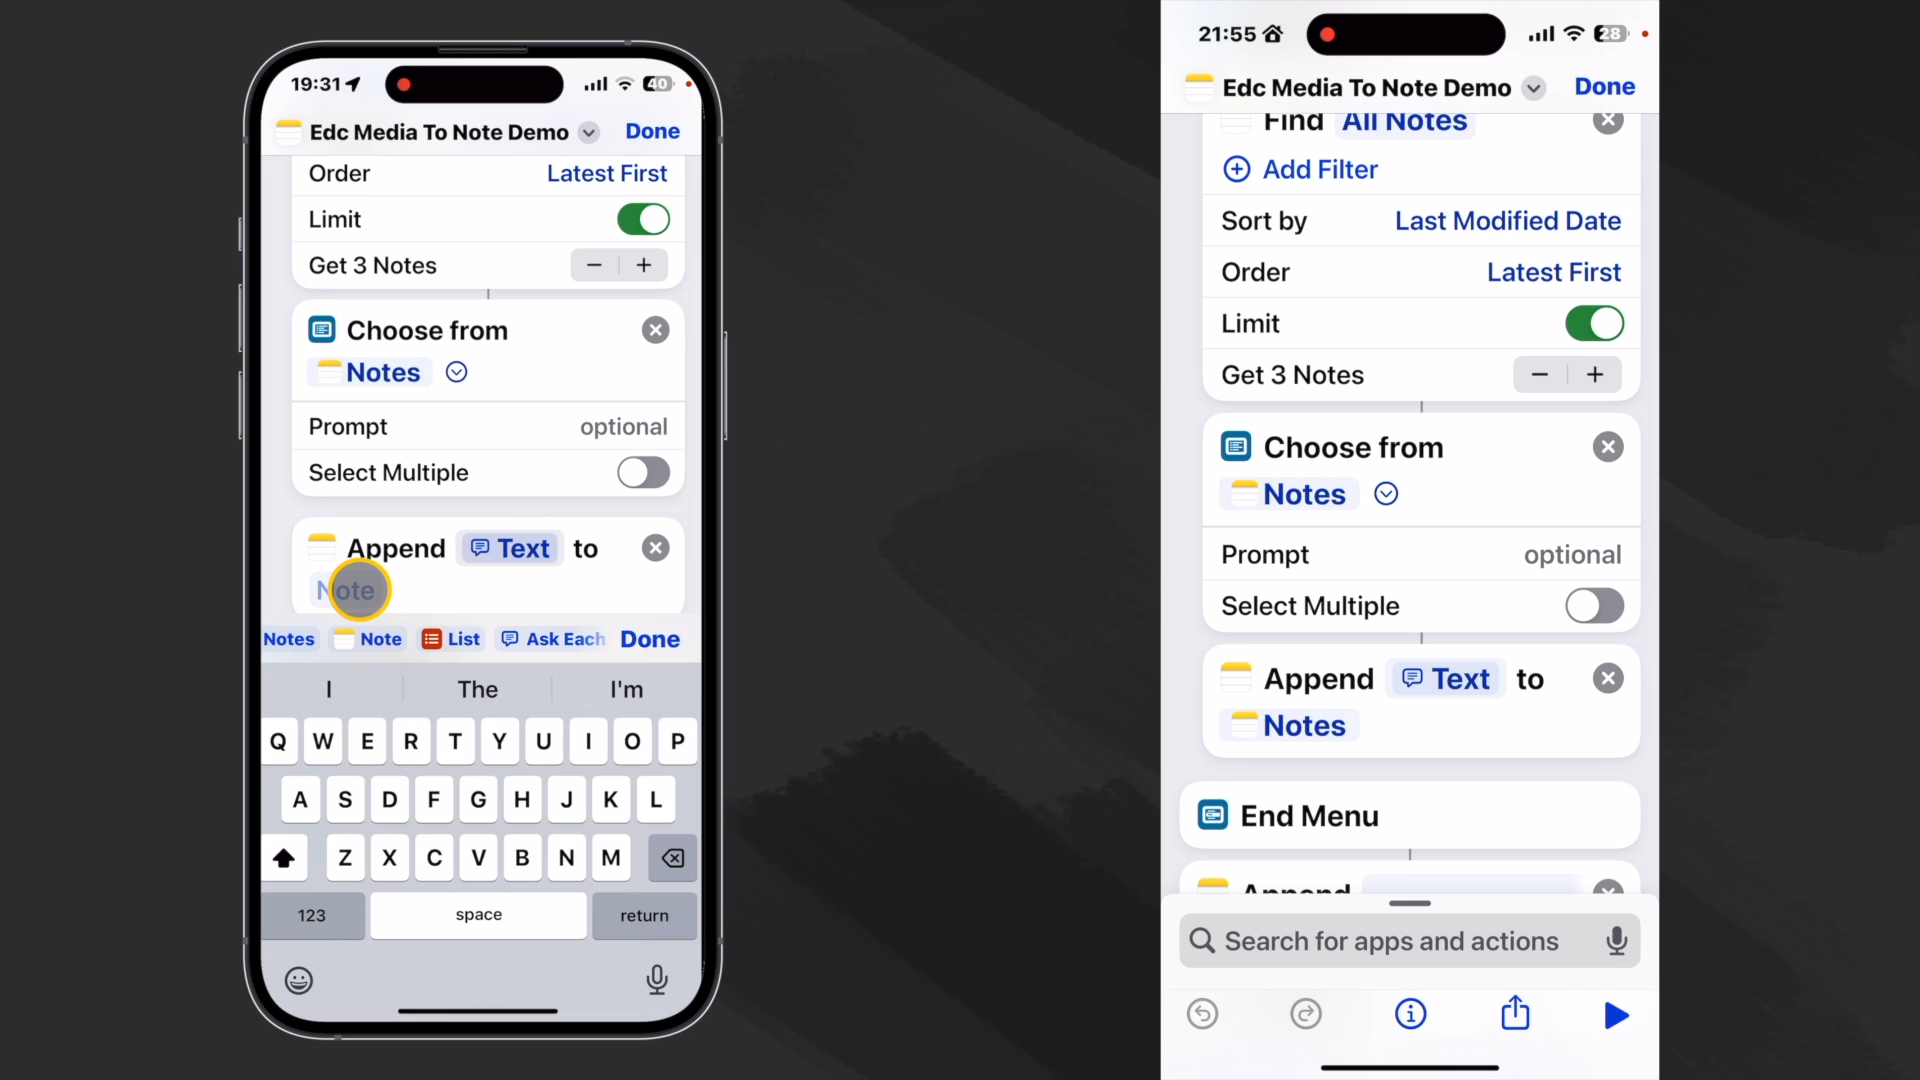 19:31
40
Edc Media To Note Demo
Done
Order
Latest First
Limit
Get 3 Notes
−
+
Choose from
Notes
Prompt
optional
Select Multiple
Append Text to
Note
Notes
Note
List
Ask Each
Done
I
The
I'm
Q W E R T Y U I O P
A S D F G H J K L
Z X C V B N M
123
space
return
21:55
28
Edc Media To Note Demo
Done
Find All Notes
Add Filter
Sort by
Last Modified Date
Order
Latest First
Limit
Get 3 Notes
−
+
Choose from
Notes
Prompt
optional
Select Multiple
Append Text to
Notes
End Menu
Append
Search for apps and actions